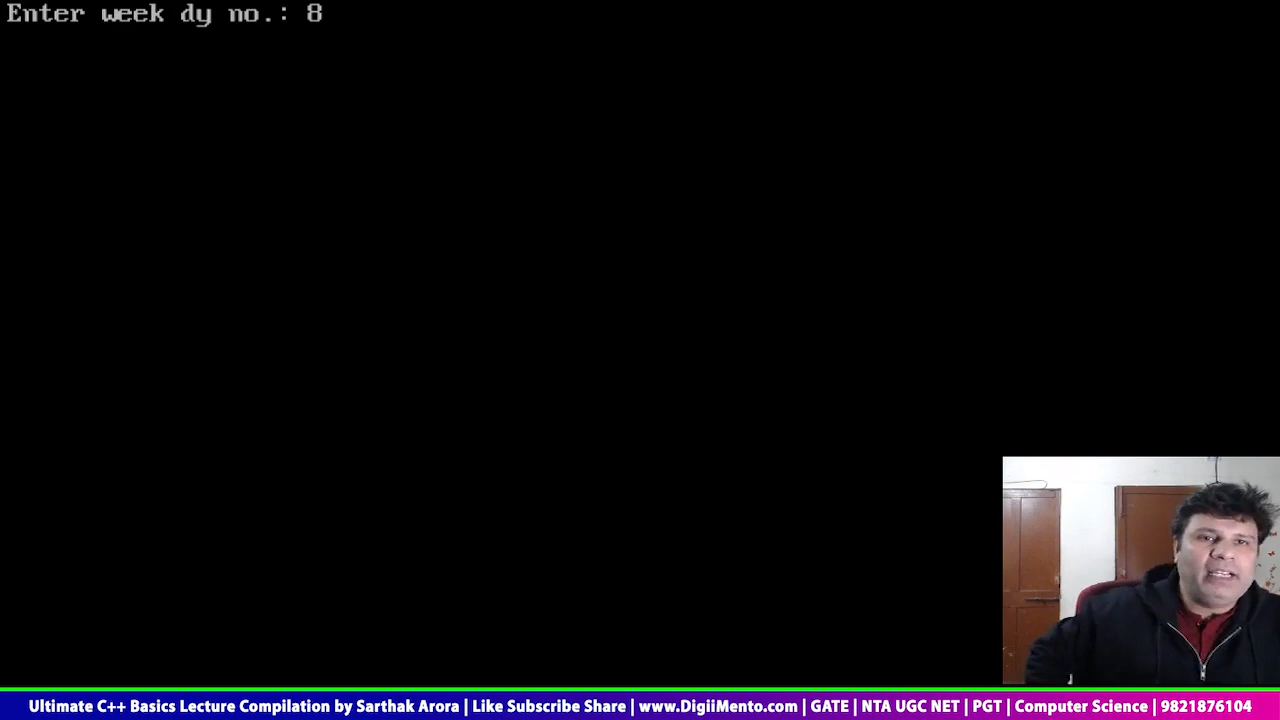 Enter week dy no.: 8
Ultimate C++ Basics Lecture Compilation by Sarthak Arora | Like Subscribe Share | www.DigiiMento.com | GATE | NTA UGC NET | PGT | Computer Science | 9821876104